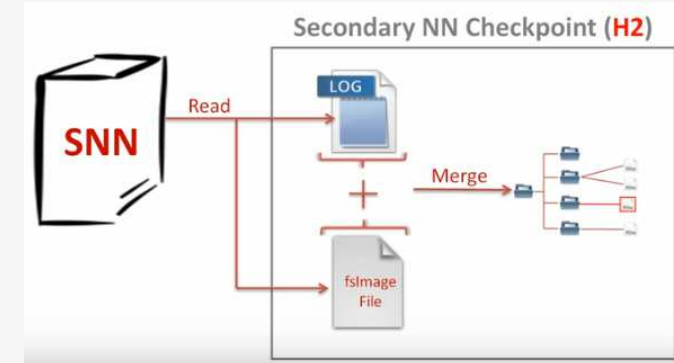 Secondary NN Checkpoint (H2)
LOG
Read
SNN
Merge
fsImage
File